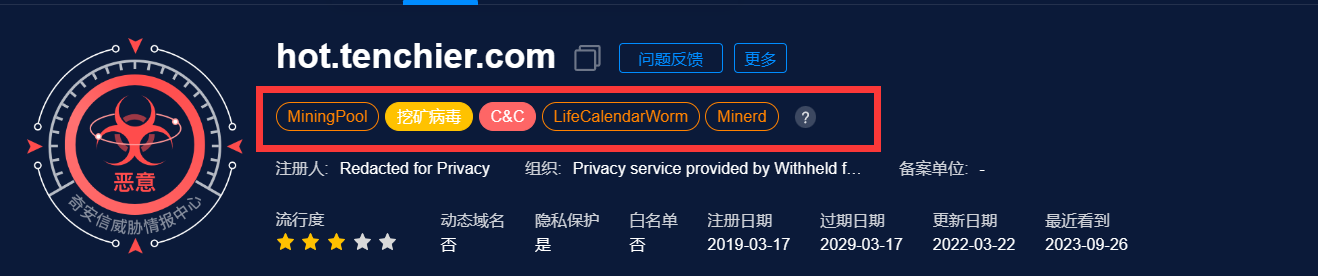 hot.tenchier.com 问题反馈 更多
MiningPool 挖矿病毒 C&C LifeCalendarWorm Minerd ?
恶意
奇安信威胁情报中心
注册人: Redacted for Privacy 组织: Privacy service provided by Withheld f... 备案单位: -
流行度 动态域名 隐私保护 白名单 注册日期 过期日期 更新日期 最近看到
否 是 否 2019-03-17 2029-03-17 2022-03-22 2023-09-26